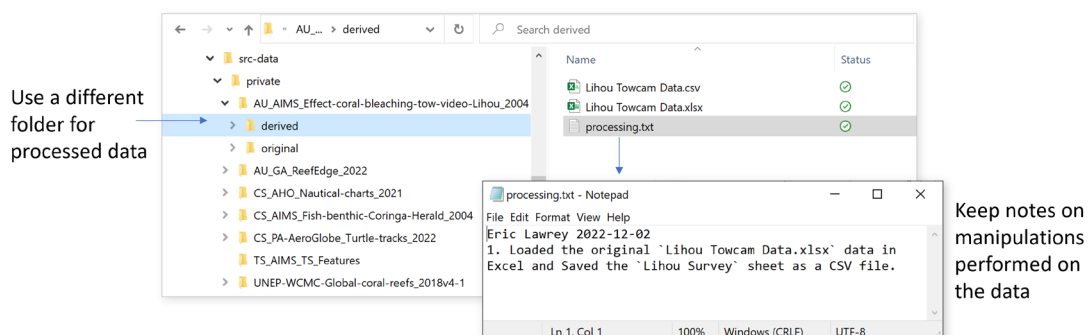 AU_... > derived
Search derived
src-data
private
AU_AIMS_Effect-coral-bleaching-tow-video-Lihou_2004
derived
original
AU_GA_ReefEdge_2022
CS_AHO_Nautical-charts_2021
CS_AIMS_Fish-benthic-Coringa-Herald_2004
CS_PA-AeroGlobe_Turtle-tracks_2022
TS_AIMS_TS_Features
UNEP-WCMC-Global-coral-reefs_2018v4-1
Name Status
Lihou Towcam Data.csv
Lihou Towcam Data.xlsx
processing.txt
Use a different
folder for
processed data
processing.txt - Notepad
File Edit Format View Help
Eric Lawrey 2022-12-02
1. Loaded the original `Lihou Towcam Data.xlsx` data in
Excel and Saved the `Lihou Survey` sheet as a CSV file.
Ln 1, Col 1 100% Windows (CRLF) UTF-8
Keep notes on
manipulations
performed on
the data